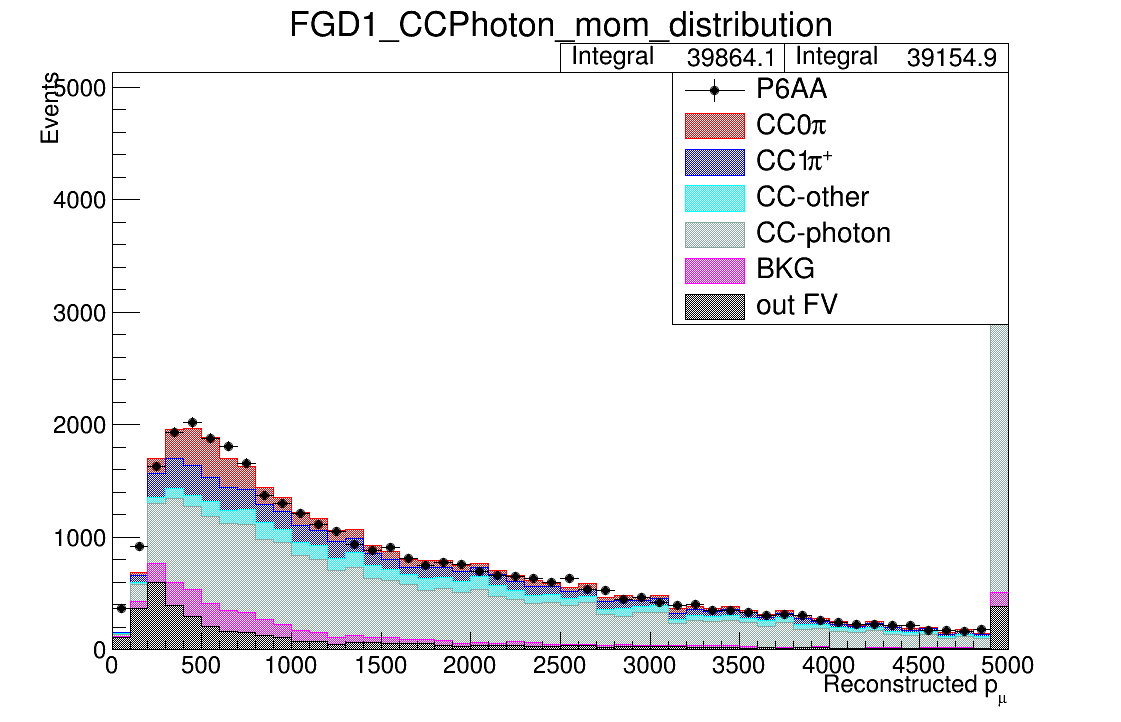 FGD1_CCPhoton_mom_distribution
Integral 39864.1 Integral 39154.9
P6AA
CC0π
CC1π⁺
CC-other
CC-photon
BKG
out FV
Events
5000
4000
3000
2000
1000
0
0 500 1000 1500 2000 2500 3000 3500 4000 4500 5000
Reconstructed pμ